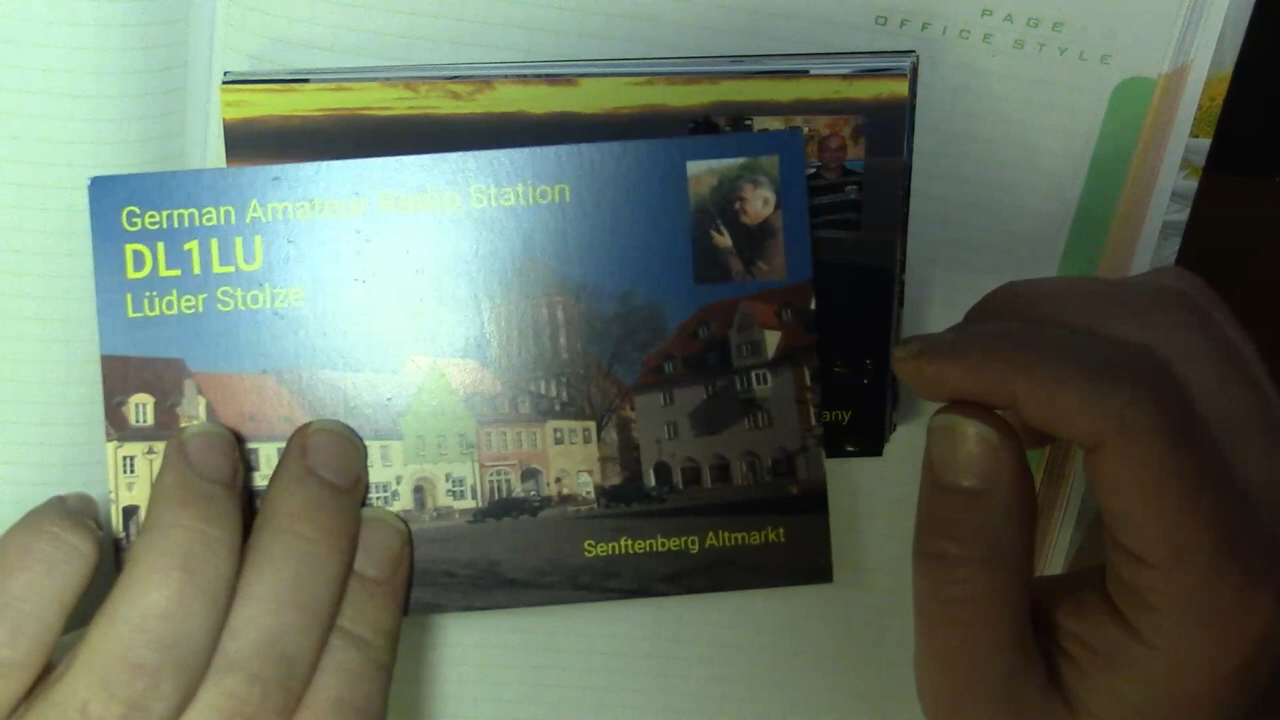 PAGE
OFFICE STYLE
German Amateur Radio Station
DL1LU
Lüder Stolze
any
Senftenberg Altmarkt